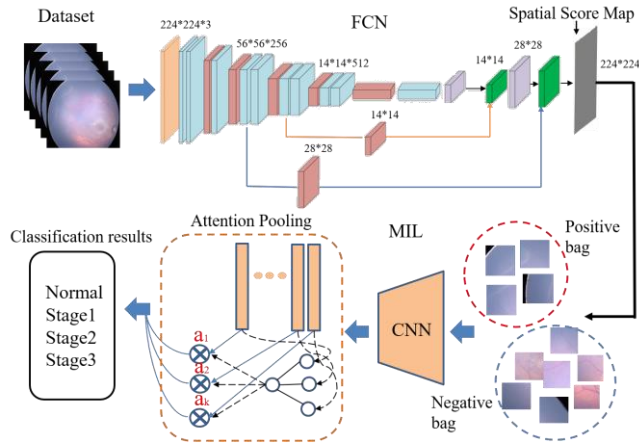 Dataset
FCN
Spatial Score Map
224*224*3
56*56*256
14*14*512
14*14
28*28
224*224
14*14
28*28
Attention Pooling
MIL
Positive
bag
Classification results
Normal
Stage1
Stage2
Stage3
a1
a2
ak
CNN
Negative
bag